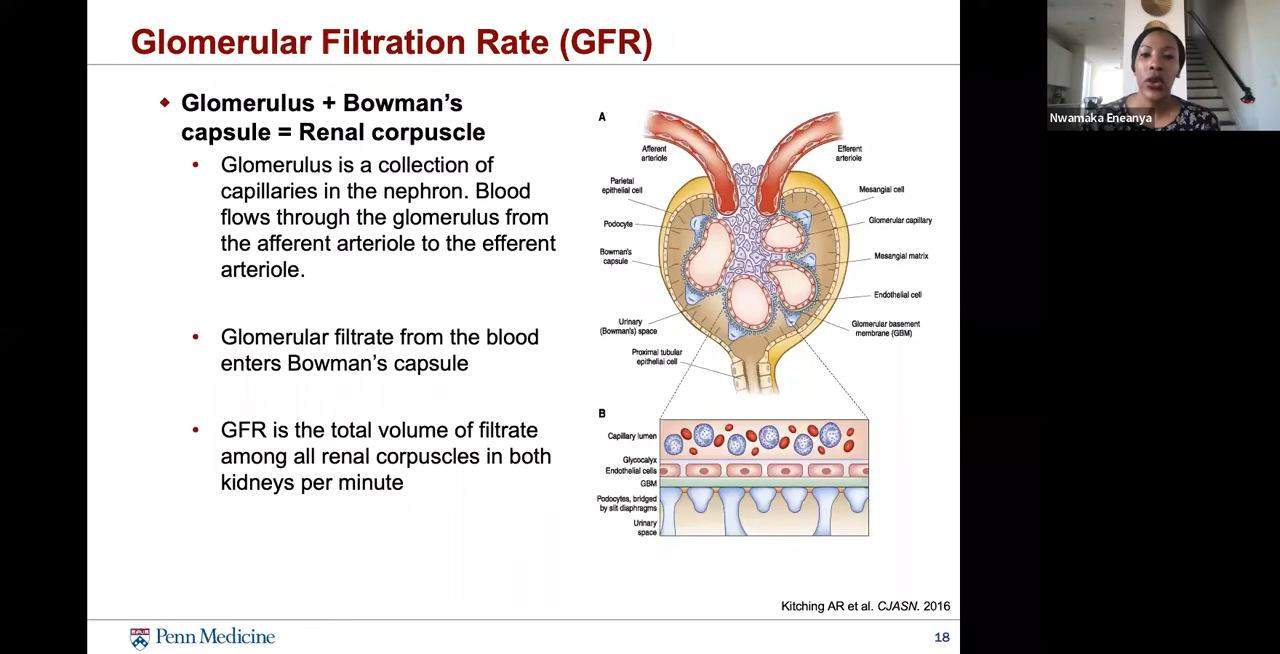 Glomerular Filtration Rate (GFR)
Glomerulus + Bowman's
capsule = Renal corpuscle
Glomerulus is a collection of
capillaries in the nephron. Blood
flows through the glomerulus from
the afferent arteriole to the efferent
arteriole.
Glomerular filtrate from the blood
enters Bowman's capsule
GFR is the total volume of filtrate
among all renal corpuscles in both
kidneys per minute
A
Afferent
arteriole
Efferent
arteriole
Parietal
epithelial cell
Podocyte
Bowman's
capsule
Urinary
(Bowman's) space
Proximal tubular
epithelial cell
Mesangial cell
Glomerular capillary
Mesangial matrix
Endothelial cell
Glomerular basement
membrane (GBM)
B
Capillary lumen
Glycocalyx
Endothelial cells
GBM
Podocytes, bridged
by slit diaphragms
Urinary
space
Kitching AR et al. CJASN. 2016
Penn Medicine
18
Nwamaka Eneanya